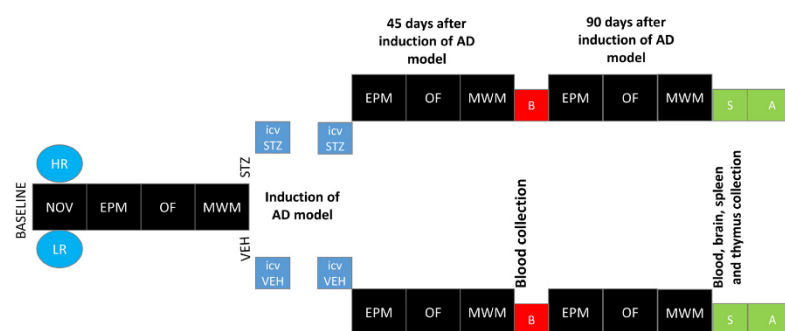 45 days after
induction of AD
model
90 days after
induction of AD
model
EPM
OF
MWM
B
EPM
OF
MWM
S
A
icv
STZ
icv
STZ
HR
STZ
BASELINE
NOV
EPM
OF
MWM
Induction of
AD model
LR
VEH
icv
VEH
icv
VEH
Blood collection
Blood, brain, spleen
and thymus collection
EPM
OF
MWM
B
EPM
OF
MWM
S
A